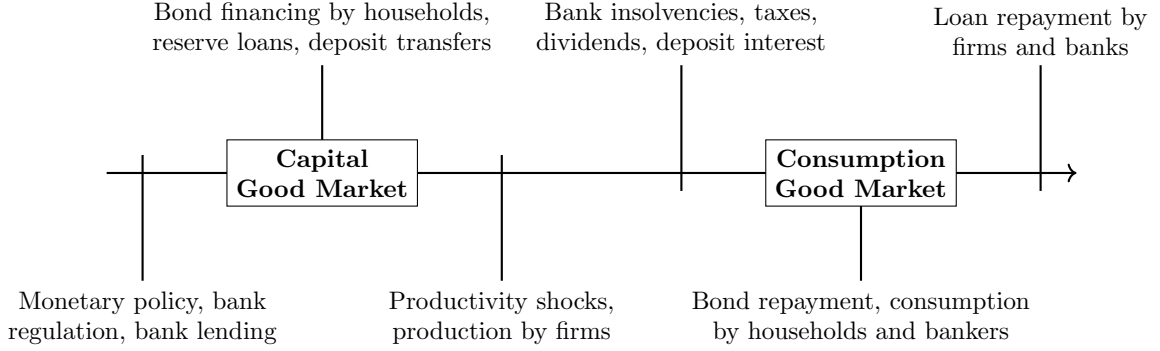 Bond financing by households,
reserve loans, deposit transfers
Bank insolvencies, taxes,
dividends, deposit interest
Loan repayment by
firms and banks
Capital
Good Market
Consumption
Good Market
Monetary policy, bank
regulation, bank lending
Productivity shocks,
production by firms
Bond repayment, consumption
by households and bankers